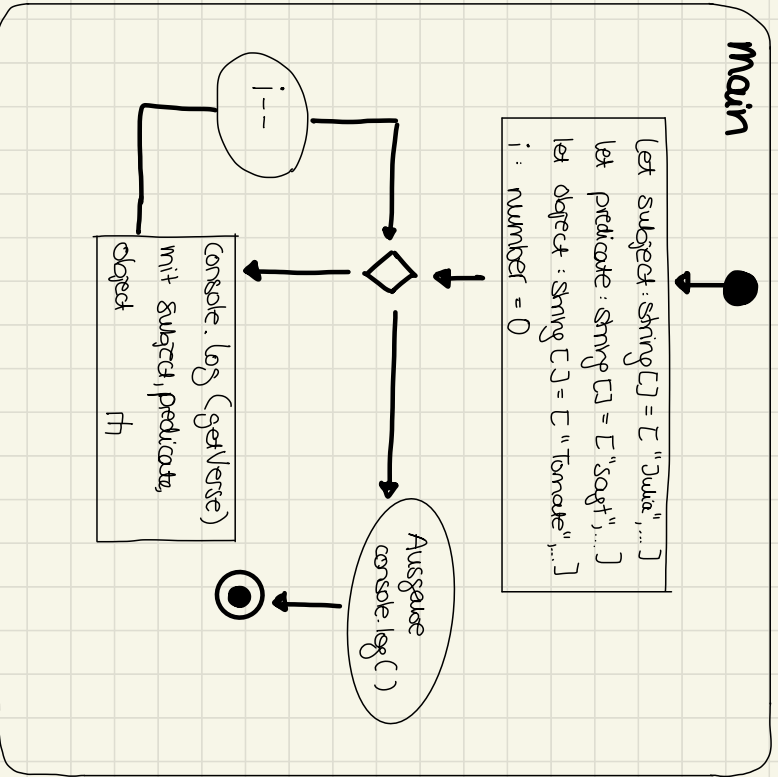 main
let subject: string[] = ["Julia",...]
let predicate: string[] = ["sagt",...]
let object: string[] = ["Tomate",...]
i: number = 0
i--
Console.log(getVerse)
mit subject, predicate,
object
Ausgabe
console.log()